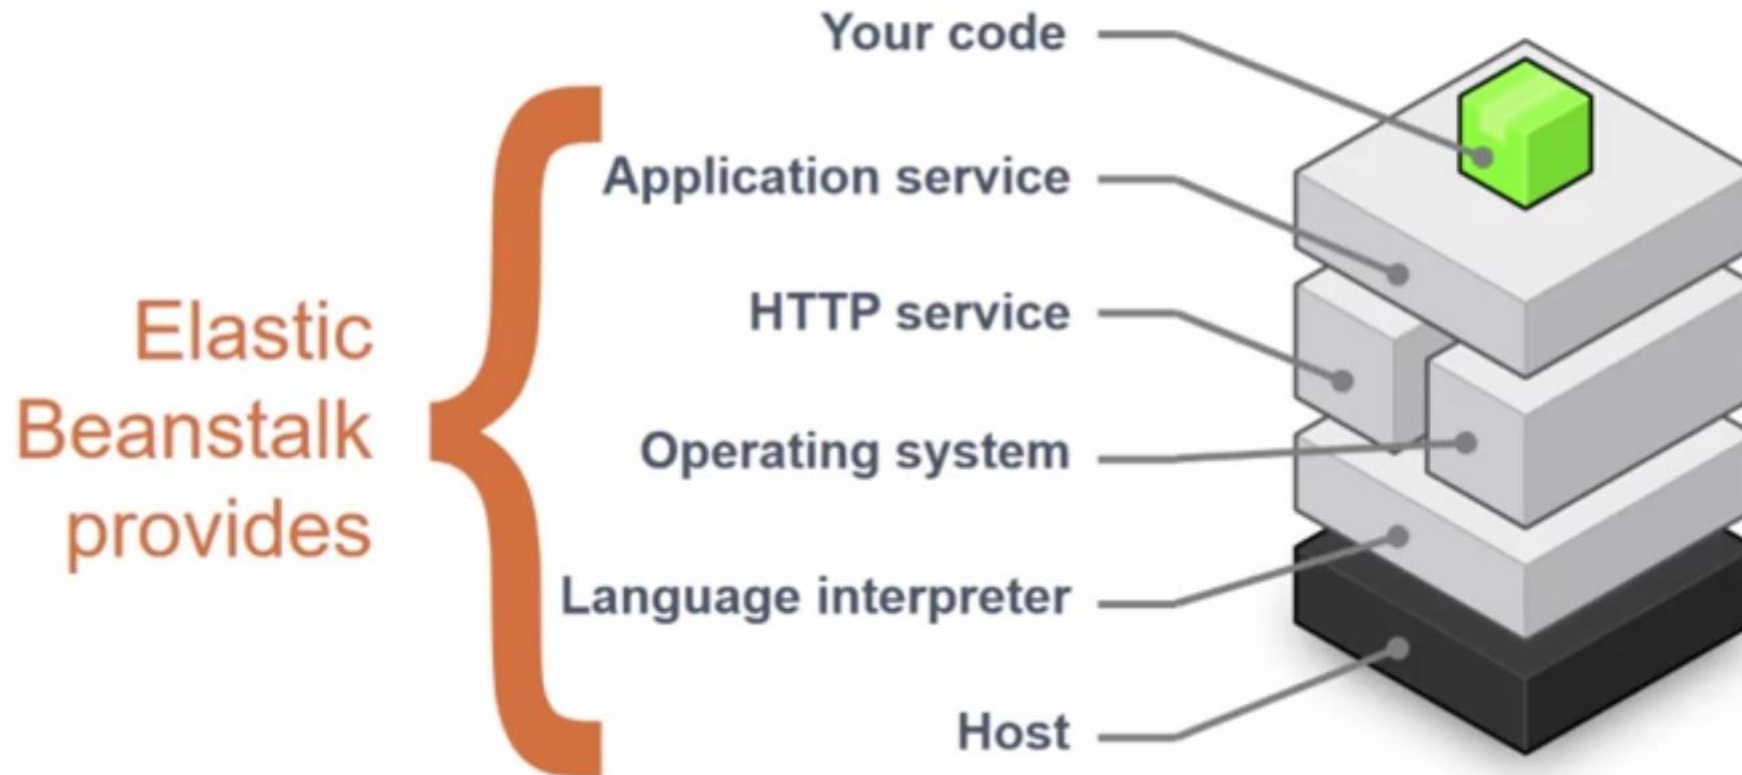 Your code
Application service
HTTP service
Operating system
Language interpreter
Host
Elastic
Beanstalk
provides